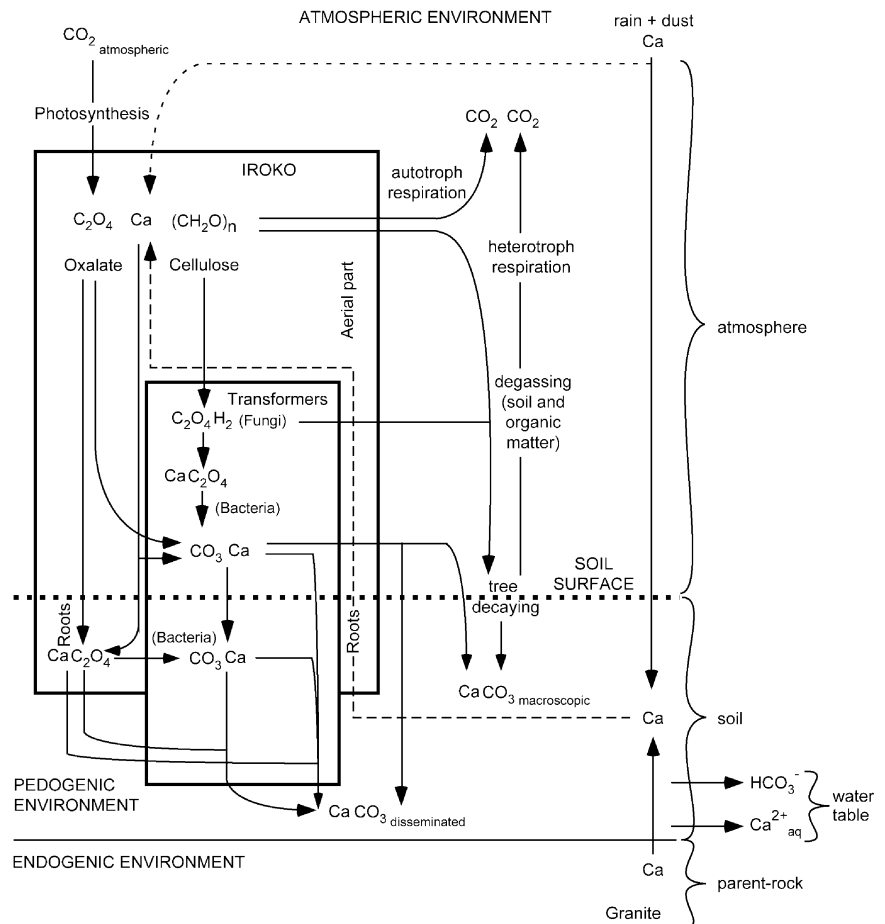 ATMOSPHERIC ENVIRONMENT
rain + dust
Ca
CO2 atmospheric
Photosynthesis
CO2 CO2
IROKO
autotroph
respiration
C2O4 Ca (CH2O)n
Oxalate
Cellulose
heterotroph
respiration
Aerial part
atmosphere
degassing
(soil and
organic
matter)
Transformers
C2O4H2 (Fungi)
CaC2O4
(Bacteria)
CO3 Ca
SOIL
SURFACE
tree
decaying
Roots
(Bacteria)
Roots
CaC2O4
CO3Ca
CaCO3 macroscopic
Ca
soil
PEDOGENIC
ENVIRONMENT
HCO3-
water
table
Ca CO3 disseminated
Ca2+ aq
ENDOGENIC ENVIRONMENT
Ca
parent-rock
Granite